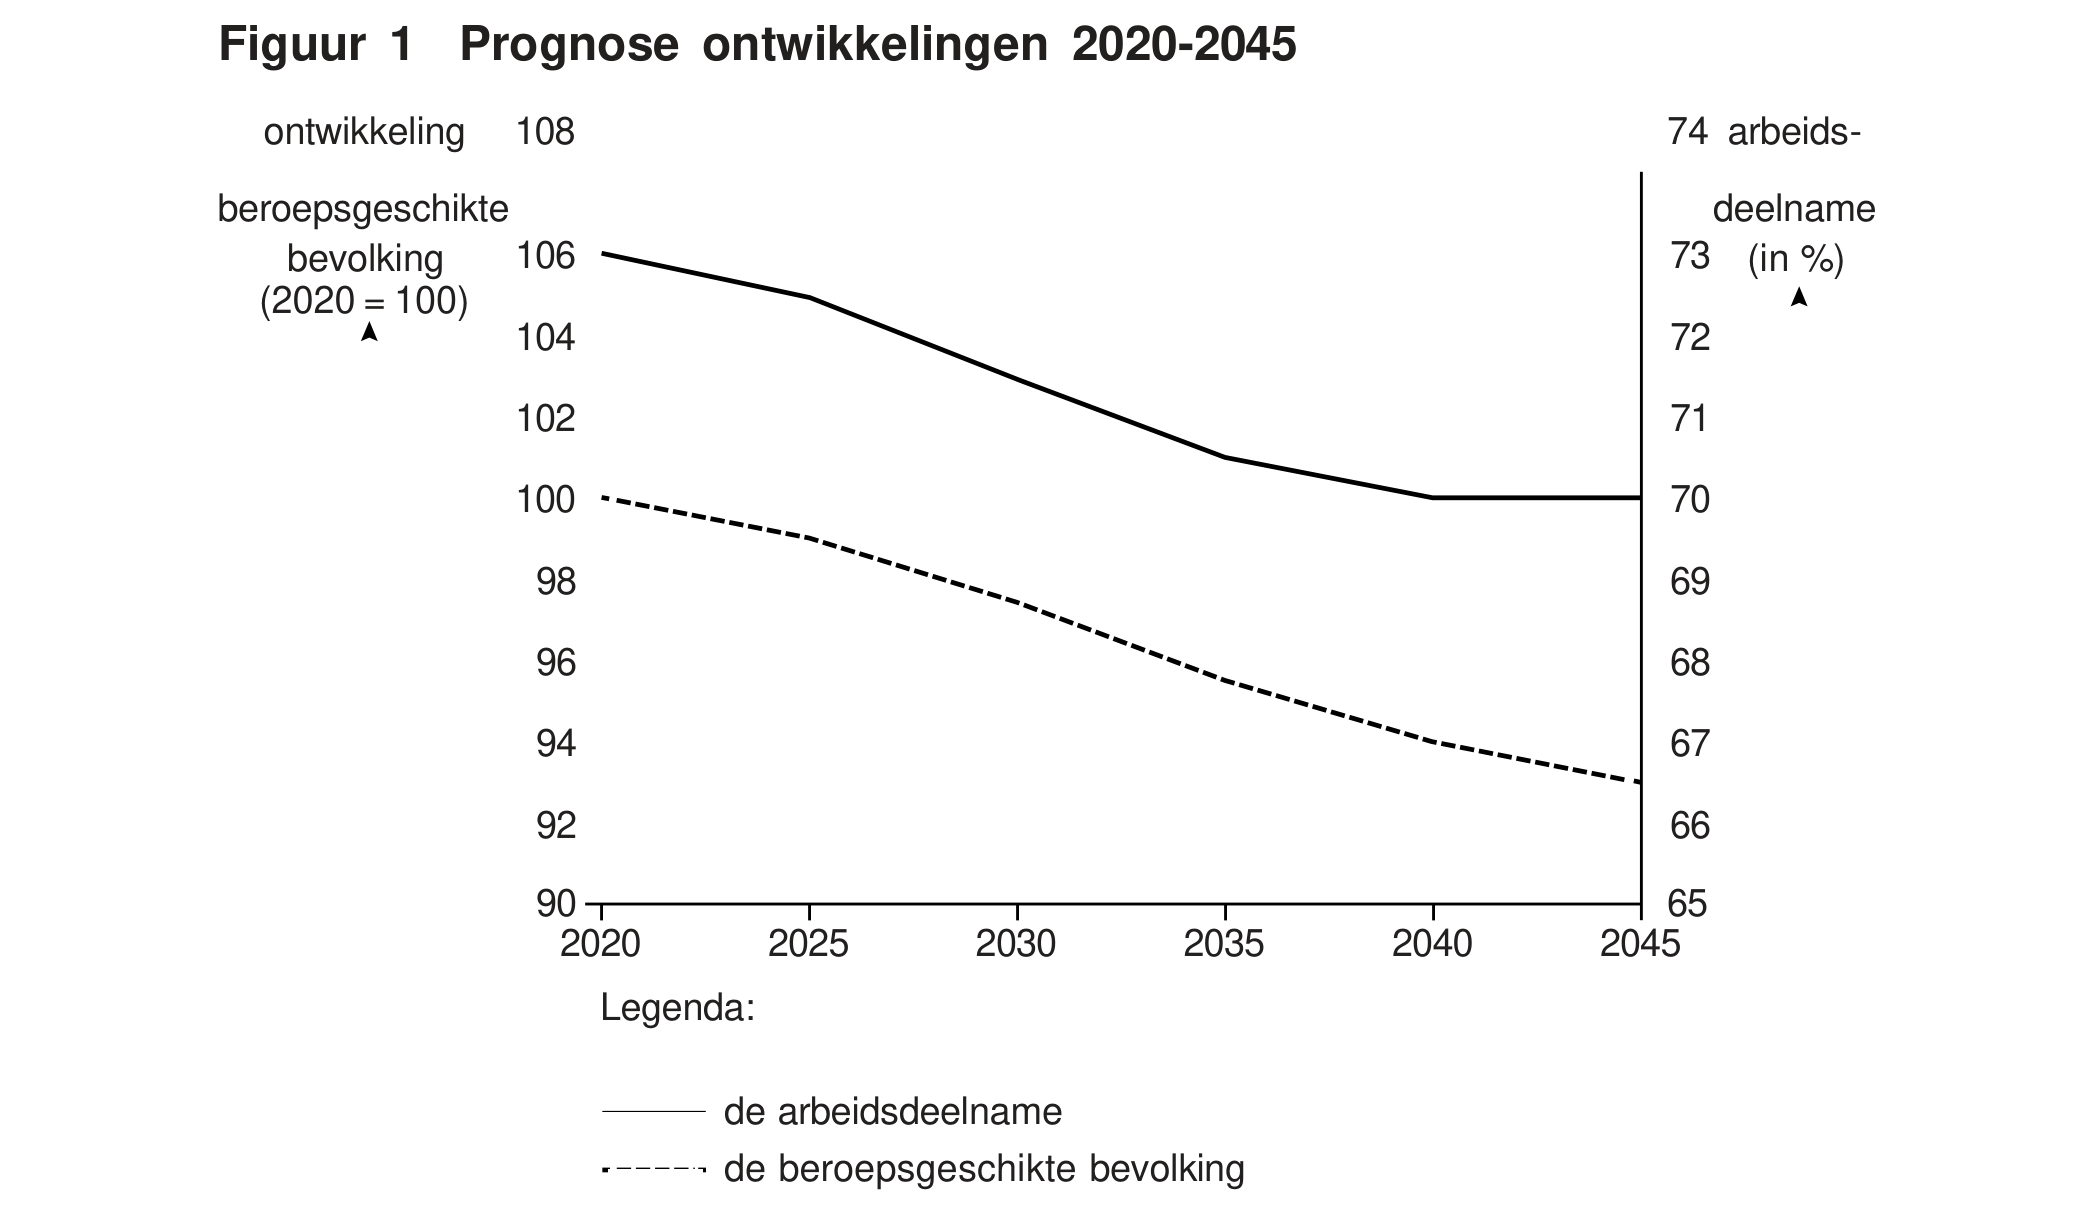 Figuur 1 Prognose ontwikkelingen 2020-2045
ontwikkeling 108 74 arbeids-
beroepsgeschikte deelname
bevolking 106 73 (in %)
(2020 = 100)
104 72
102 71
100 70
98 69
96 68
94 67
92 66
90 65
2020 2025 2030 2035 2040 2045
Legenda:
de arbeidsdeelname
de beroepsgeschikte bevolking